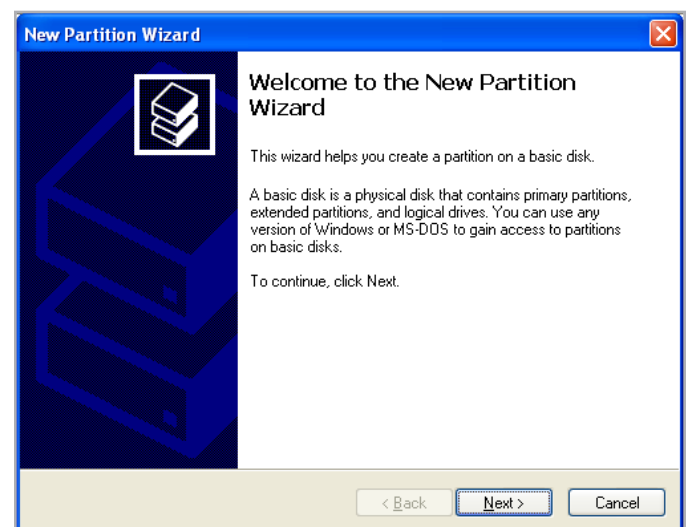 New Partition Wizard
Welcome to the New Partition
Wizard
This wizard helps you create a partition on a basic disk.
A basic disk is a physical disk that contains primary partitions,
extended partitions, and logical drives. You can use any
version of Windows or MS-DOS to gain access to partitions
on basic disks.
To continue, click Next.
< Back Next > Cancel